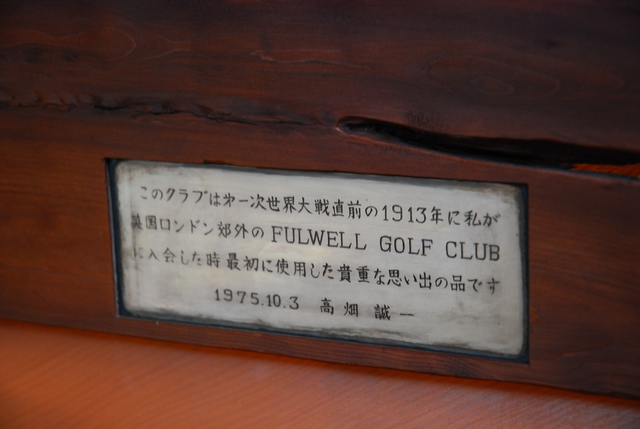 このクラブは第一次世界大戦直前の1913年に私が
英国ロンドン郊外の FULWELL GOLF CLUB
に入会した時最初に使用した貴重な思い出の品です
1975.10.3 高畑 誠一